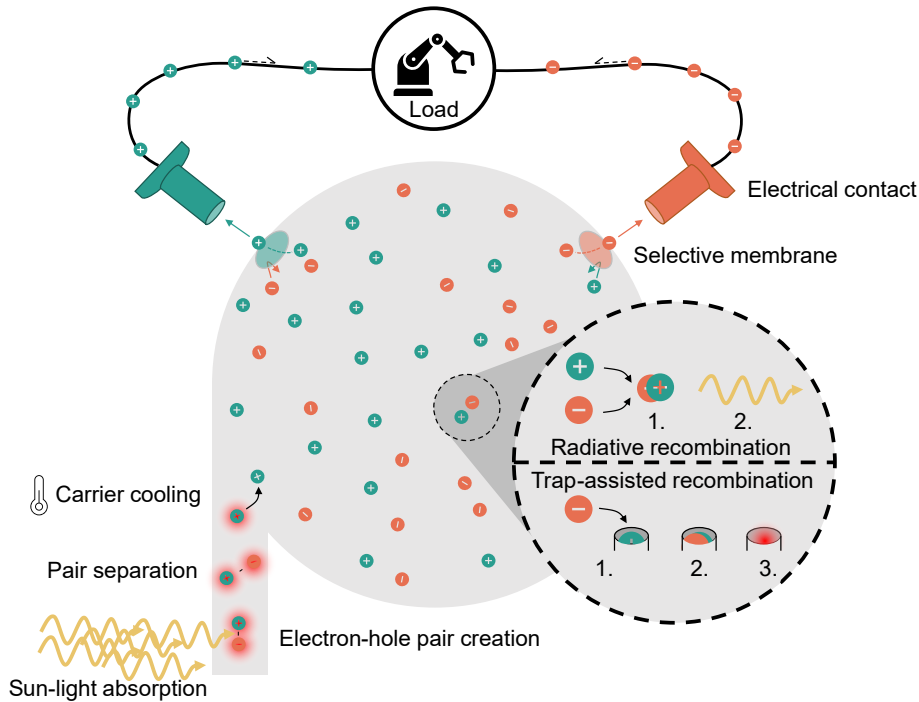 Load
Electrical contact
Selective membrane
1.
2.
Radiative recombination
Trap-assisted recombination
1.
2.
3.
Carrier cooling
Pair separation
Electron-hole pair creation
Sun-light absorption